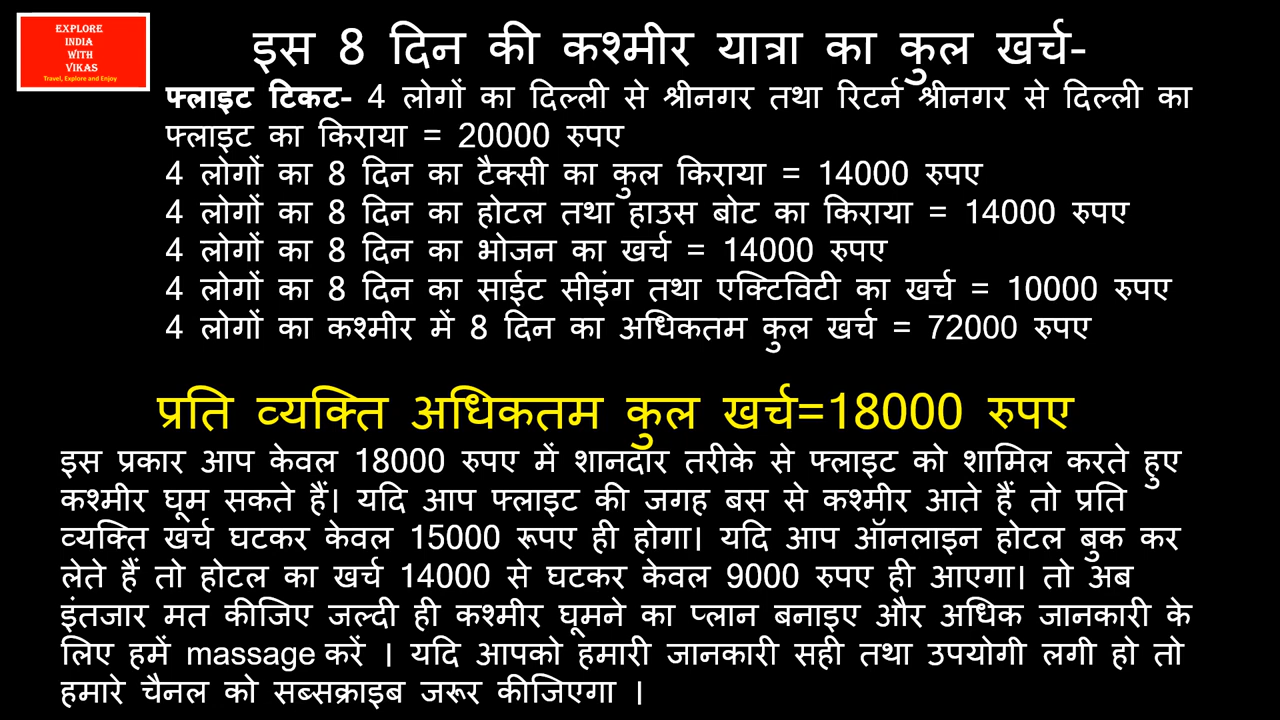 EXPLORE
INDIA
WITH
VIKAS
Travel, Explore and Enjoy
इस 8 दिन की कश्मीर यात्रा का कुल खर्च-
फ्लाइट टिकट- 4 लोगों का दिल्ली से श्रीनगर तथा रिटर्न श्रीनगर से दिल्ली का
फ्लाइट का किराया = 20000 रुपए
4 लोगों का 8 दिन का टैक्सी का कुल किराया = 14000 रुपए
4 लोगों का 8 दिन का होटल तथा हाउस बोट का किराया = 14000 रुपए
4 लोगों का 8 दिन का भोजन का खर्च = 14000 रुपए
4 लोगों का 8 दिन का साईट सीइंग तथा एक्टिविटी का खर्च = 10000 रुपए
4 लोगों का कश्मीर में 8 दिन का अधिकतम कुल खर्च = 72000 रुपए
प्रति व्यक्ति अधिकतम कुल खर्च=18000 रुपए
इस प्रकार आप केवल 18000 रुपए में शानदार तरीके से फ्लाइट को शामिल करते हुए
कश्मीर घूम सकते हैं। यदि आप फ्लाइट की जगह बस से कश्मीर आते हैं तो प्रति
व्यक्ति खर्च घटकर केवल 15000 रूपए ही होगा। यदि आप ऑनलाइन होटल बुक कर
लेते हैं तो होटल का खर्च 14000 से घटकर केवल 9000 रुपए ही आएगा। तो अब
इंतजार मत कीजिए जल्दी ही कश्मीर घूमने का प्लान बनाइए और अधिक जानकारी के
लिए हमें massage करें । यदि आपको हमारी जानकारी सही तथा उपयोगी लगी हो तो
हमारे चैनल को सब्सक्राइब जरूर कीजिएगा ।